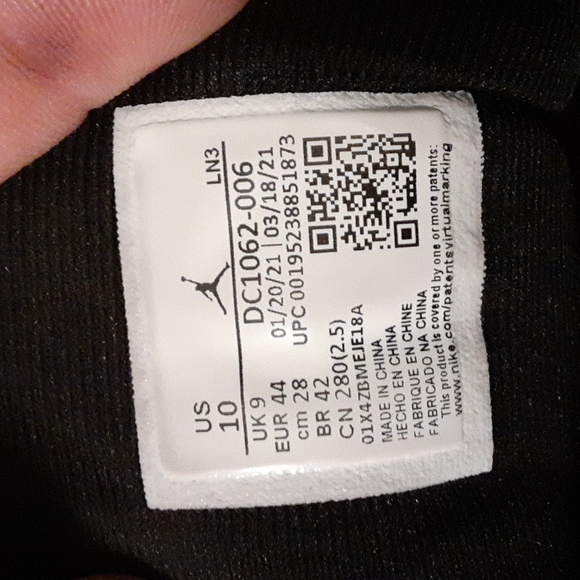 US
10
LN3
UK 9
DC1062-006
EUR 44
01/20/21 | 03/18/21
cm 28
UPC 00195238851873
BR 42
CN 280(2.5)
01X4ZBMEJE18A
MADE IN CHINA
HECHO EN CHINA
FABRIQUE EN CHINE
FABRICADO NA CHINA
This product is covered by one or more patents:
www.nike.com/patentsvirtualmarking